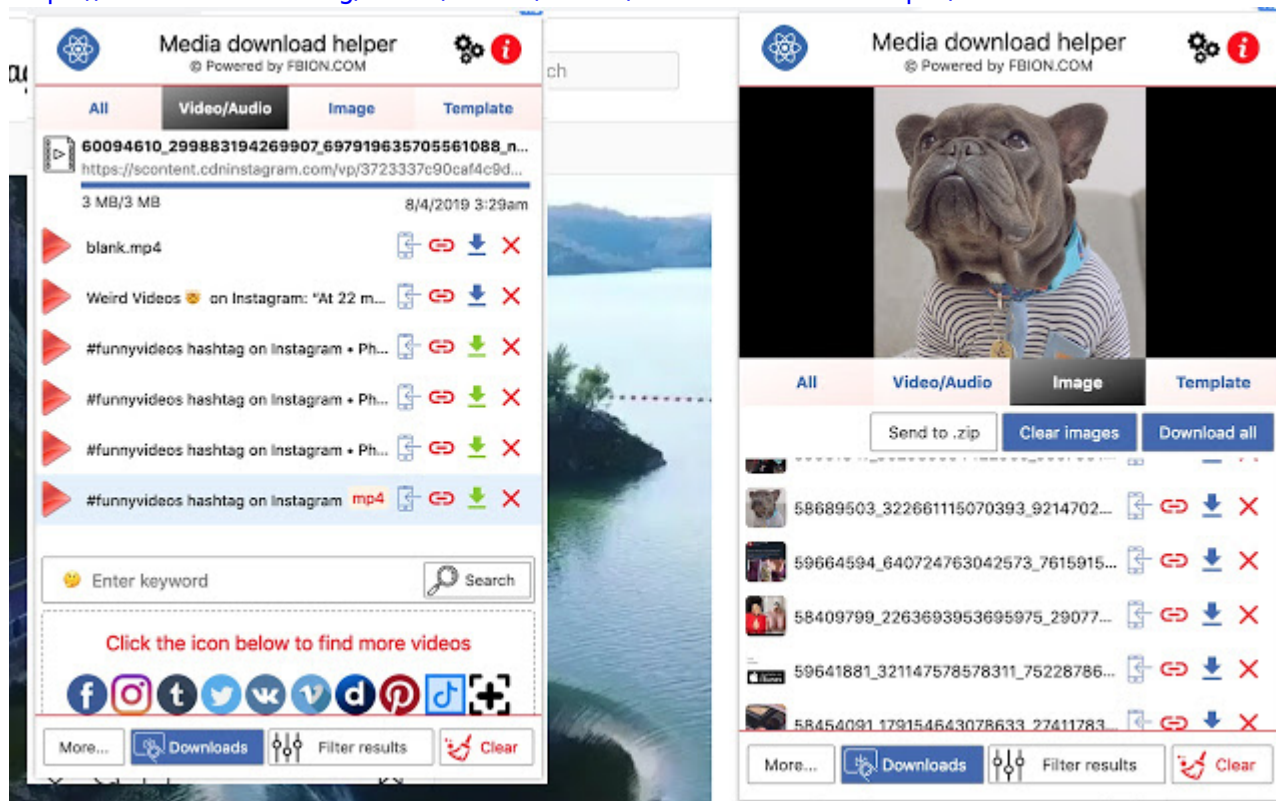 Media download helper
© Powered by FBION.COM
All Video/Audio Image Template
60094610_299883194269907_697919635705561088_n...
https://scontent.cdninstagram.com/vp/3723337c90caf4c9d...
3 MB/3 MB 8/4/2019 3:29am
blank.mp4
Weird Videos 😸 on Instagram: "At 22 m...
#funnyvideos hashtag on Instagram • Ph...
#funnyvideos hashtag on Instagram • Ph...
#funnyvideos hashtag on Instagram • Ph...
#funnyvideos hashtag on Instagram mp4
Enter keyword Search
Click the icon below to find more videos
More... Downloads Filter results Clear
ch
Media download helper
© Powered by FBION.COM
All Video/Audio Image Template
Send to .zip Clear images Download all
58689503_322661115070393_9214702...
59664594_640724763042573_7615915...
58409799_2263693953695975_29077...
59641881_321147578578311_75228786...
58454091_179154643078633_27411783...
More... Downloads Filter results Clear